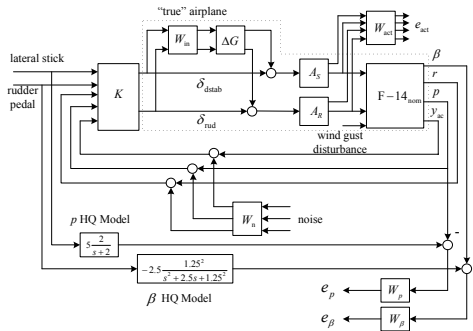 "true" airplane
W_in
ΔG
W_act
e_act
lateral stick
rudder
pedal
K
δ_dstab
δ_rud
A_S
A_R
F-14_nom
β
r
p
y_ac
wind gust
disturbance
W_n
noise
p HQ Model
5 2/(s+2)
-
-2.5 1.25²/(s²+2.5s+1.25²)
β HQ Model
e_p
W_p
e_β
W_β